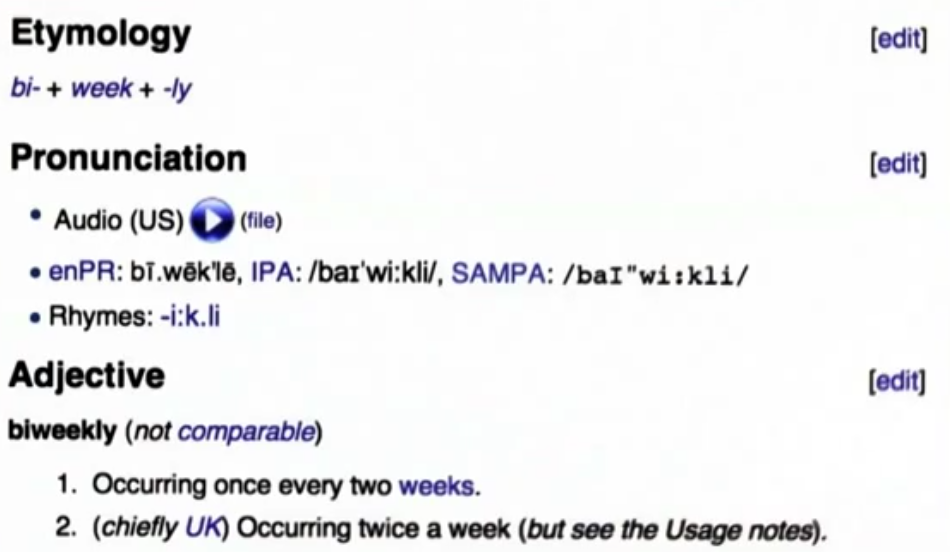 Etymology [edit]
bi- + week + -ly
Pronunciation [edit]
• Audio (US) (file)
• enPR: bī.wēk'lē, IPA: /baɪˈwiːkli/, SAMPA: /baI"wi:kli/
• Rhymes: -iːk.li
Adjective [edit]
biweekly (not comparable)
1. Occurring once every two weeks.
2. (chiefly UK) Occurring twice a week (but see the Usage notes).